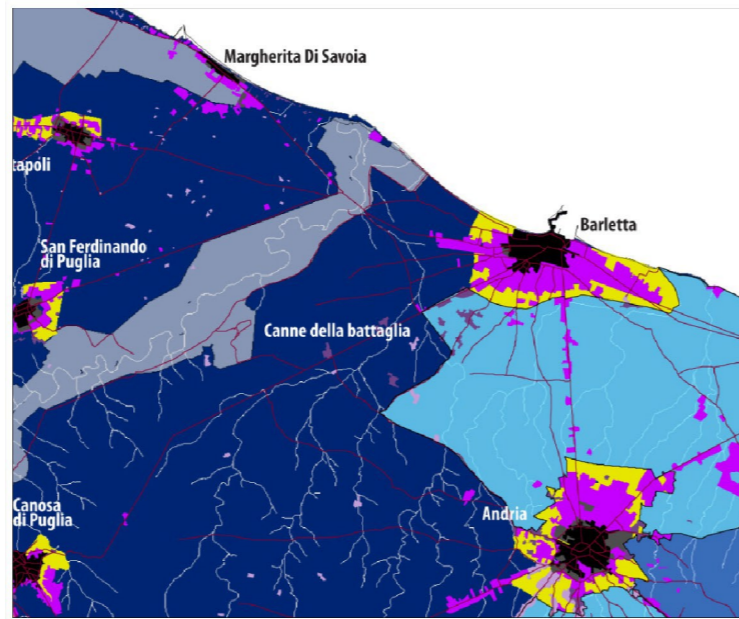 Margherita Di Savoia
tapoli
Barletta
San Ferdinando
di Puglia
Canne della battaglia
Canosa
di Puglia
Andria